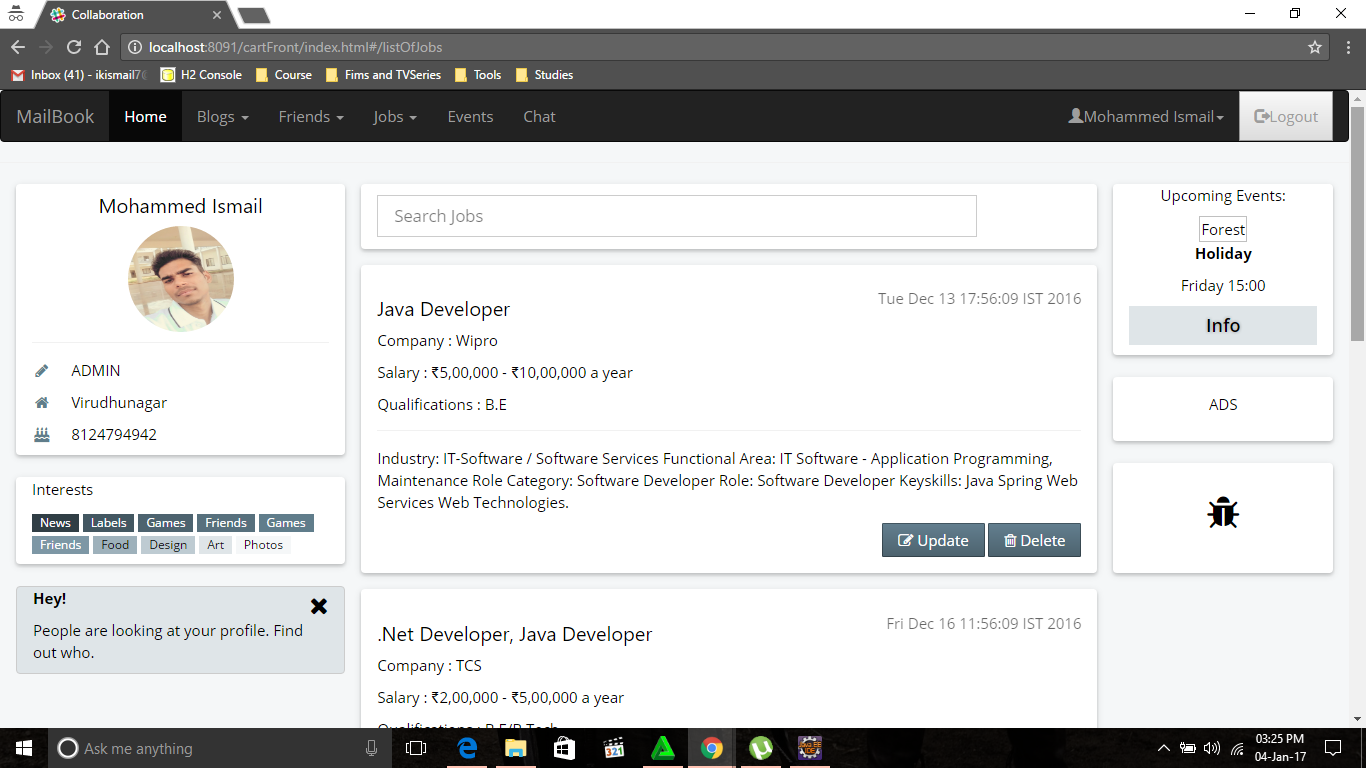 Collaboration
localhost:8091/cartFront/index.html#/listOfJobs
Inbox (41) - ikismail7@ H2 Console Course Fims and TVSeries Tools Studies
MailBook Home Blogs Friends Jobs Events Chat Mohammed Ismail Logout
Mohammed Ismail
ADMIN
Virudhunagar
8124794942
Interests
News Labels Games Friends Games
Friends Food Design Art Photos
Hey!
People are looking at your profile. Find
out who.
Search Jobs
Java Developer
Tue Dec 13 17:56:09 IST 2016
Company : Wipro
Salary : ₹5,00,000 - ₹10,00,000 a year
Qualifications : B.E
Industry: IT-Software / Software Services Functional Area: IT Software - Application Programming,
Maintenance Role Category: Software Developer Role: Software Developer Keyskills: Java Spring Web
Services Web Technologies.
Update Delete
.Net Developer, Java Developer
Fri Dec 16 11:56:09 IST 2016
Company : TCS
Salary : ₹2,00,000 - ₹5,00,000 a year
Qualifications : B.E/B.Tech
Upcoming Events:
Forest
Holiday
Friday 15:00
Info
ADS
Ask me anything
321
03:25 PM
04-Jan-17